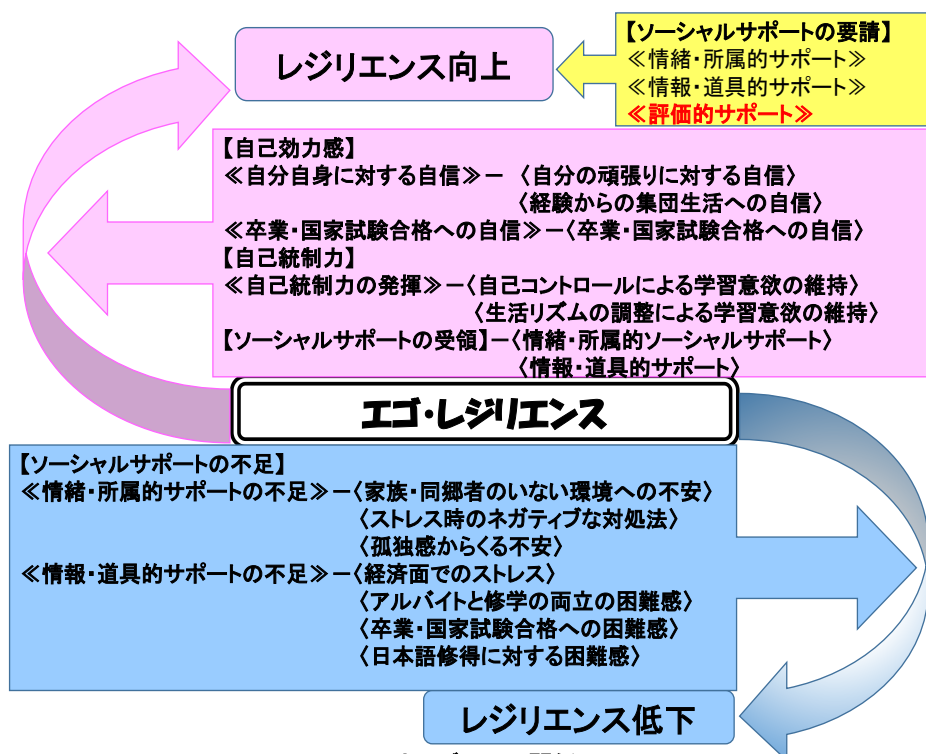 レジリエンス向上
【ソーシャルサポートの要請】
≪情緒・所属的サポート≫
≪情報・道具的サポート≫
≪評価的サポート≫
【自己効力感】
≪自分自身に対する自信≫－〈自分の頑張りに対する自信〉
〈経験からの集団生活への自信〉
≪卒業・国家試験合格への自信≫－〈卒業・国家試験合格への自信〉
【自己統制力】
≪自己統制力の発揮≫－〈自己コントロールによる学習意欲の維持〉
〈生活リズムの調整による学習意欲の維持〉
【ソーシャルサポートの受領】－〈情緒・所属的ソーシャルサポート〉
〈情報・道具的サポート〉
エゴ・レジリエンス
【ソーシャルサポートの不足】
≪情緒・所属的サポートの不足≫－〈家族・同郷者のいない環境への不安〉
〈ストレス時のネガティブな対処法〉
〈孤独感からくる不安〉
≪情報・道具的サポートの不足≫－〈経済面でのストレス〉
〈アルバイトと修学の両立の困難感〉
〈卒業・国家試験合格への困難感〉
〈日本語修得に対する困難感〉
レジリエンス低下